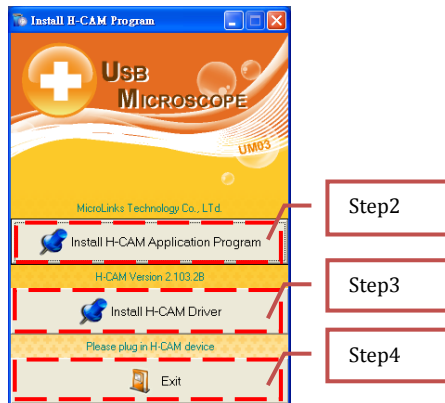 Install H-CAM Program
USB
MICROSCOPE
UM03
MicroLinks Technology Co., LTd.
Install H-CAM Application Program
Step2
H-CAM Version 2.103.2B
Install H-CAM Driver
Step3
Please plug in H-CAM device
Exit
Step4